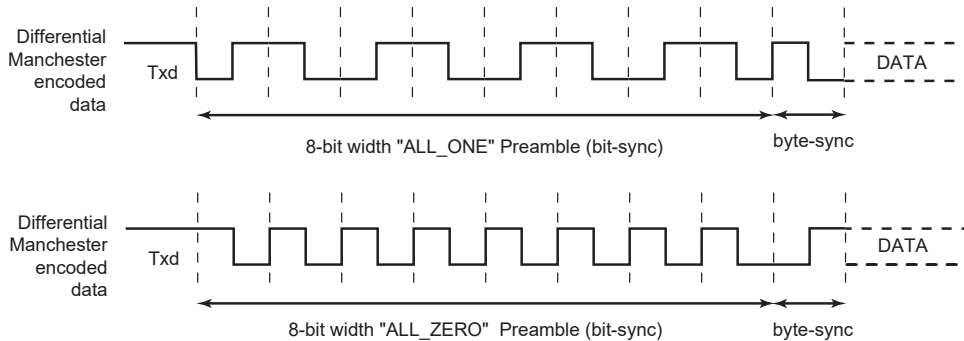 Differential
Manchester
encoded
data
Txd
DATA
8-bit width "ALL_ONE" Preamble (bit-sync)
byte-sync
Differential
Manchester
encoded
data
Txd
DATA
8-bit width "ALL_ZERO" Preamble (bit-sync)
byte-sync